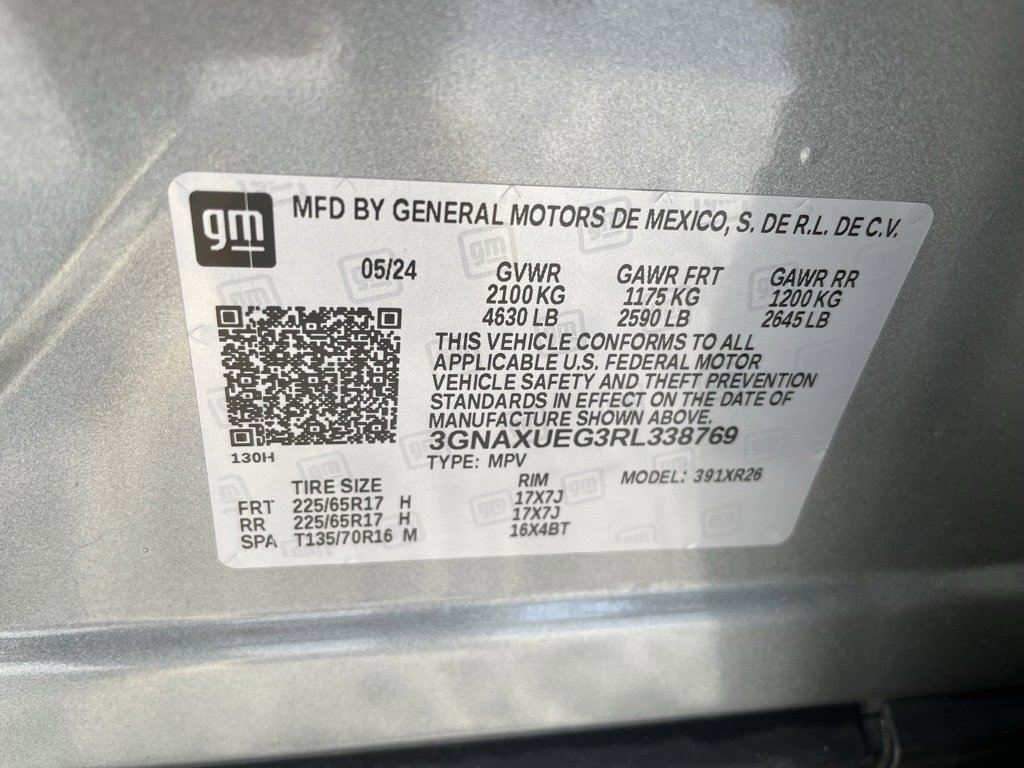 gm
MFD BY GENERAL MOTORS DE MEXICO, S. DE R.L. DE C.V.
05/24 GVWR GAWR FRT GAWR RR
2100 KG 1175 KG 1200 KG
4630 LB 2590 LB 2645 LB
THIS VEHICLE CONFORMS TO ALL
APPLICABLE U.S. FEDERAL MOTOR
VEHICLE SAFETY AND THEFT PREVENTION
STANDARDS IN EFFECT ON THE DATE OF
MANUFACTURE SHOWN ABOVE.
3GNAXUEG3RL338769
130H
TYPE: MPV MODEL: 391XR26
TIRE SIZE RIM
FRT 225/65R17 H 17X7J
RR 225/65R17 H 17X7J
SPA T135/70R16 M 16X4BT